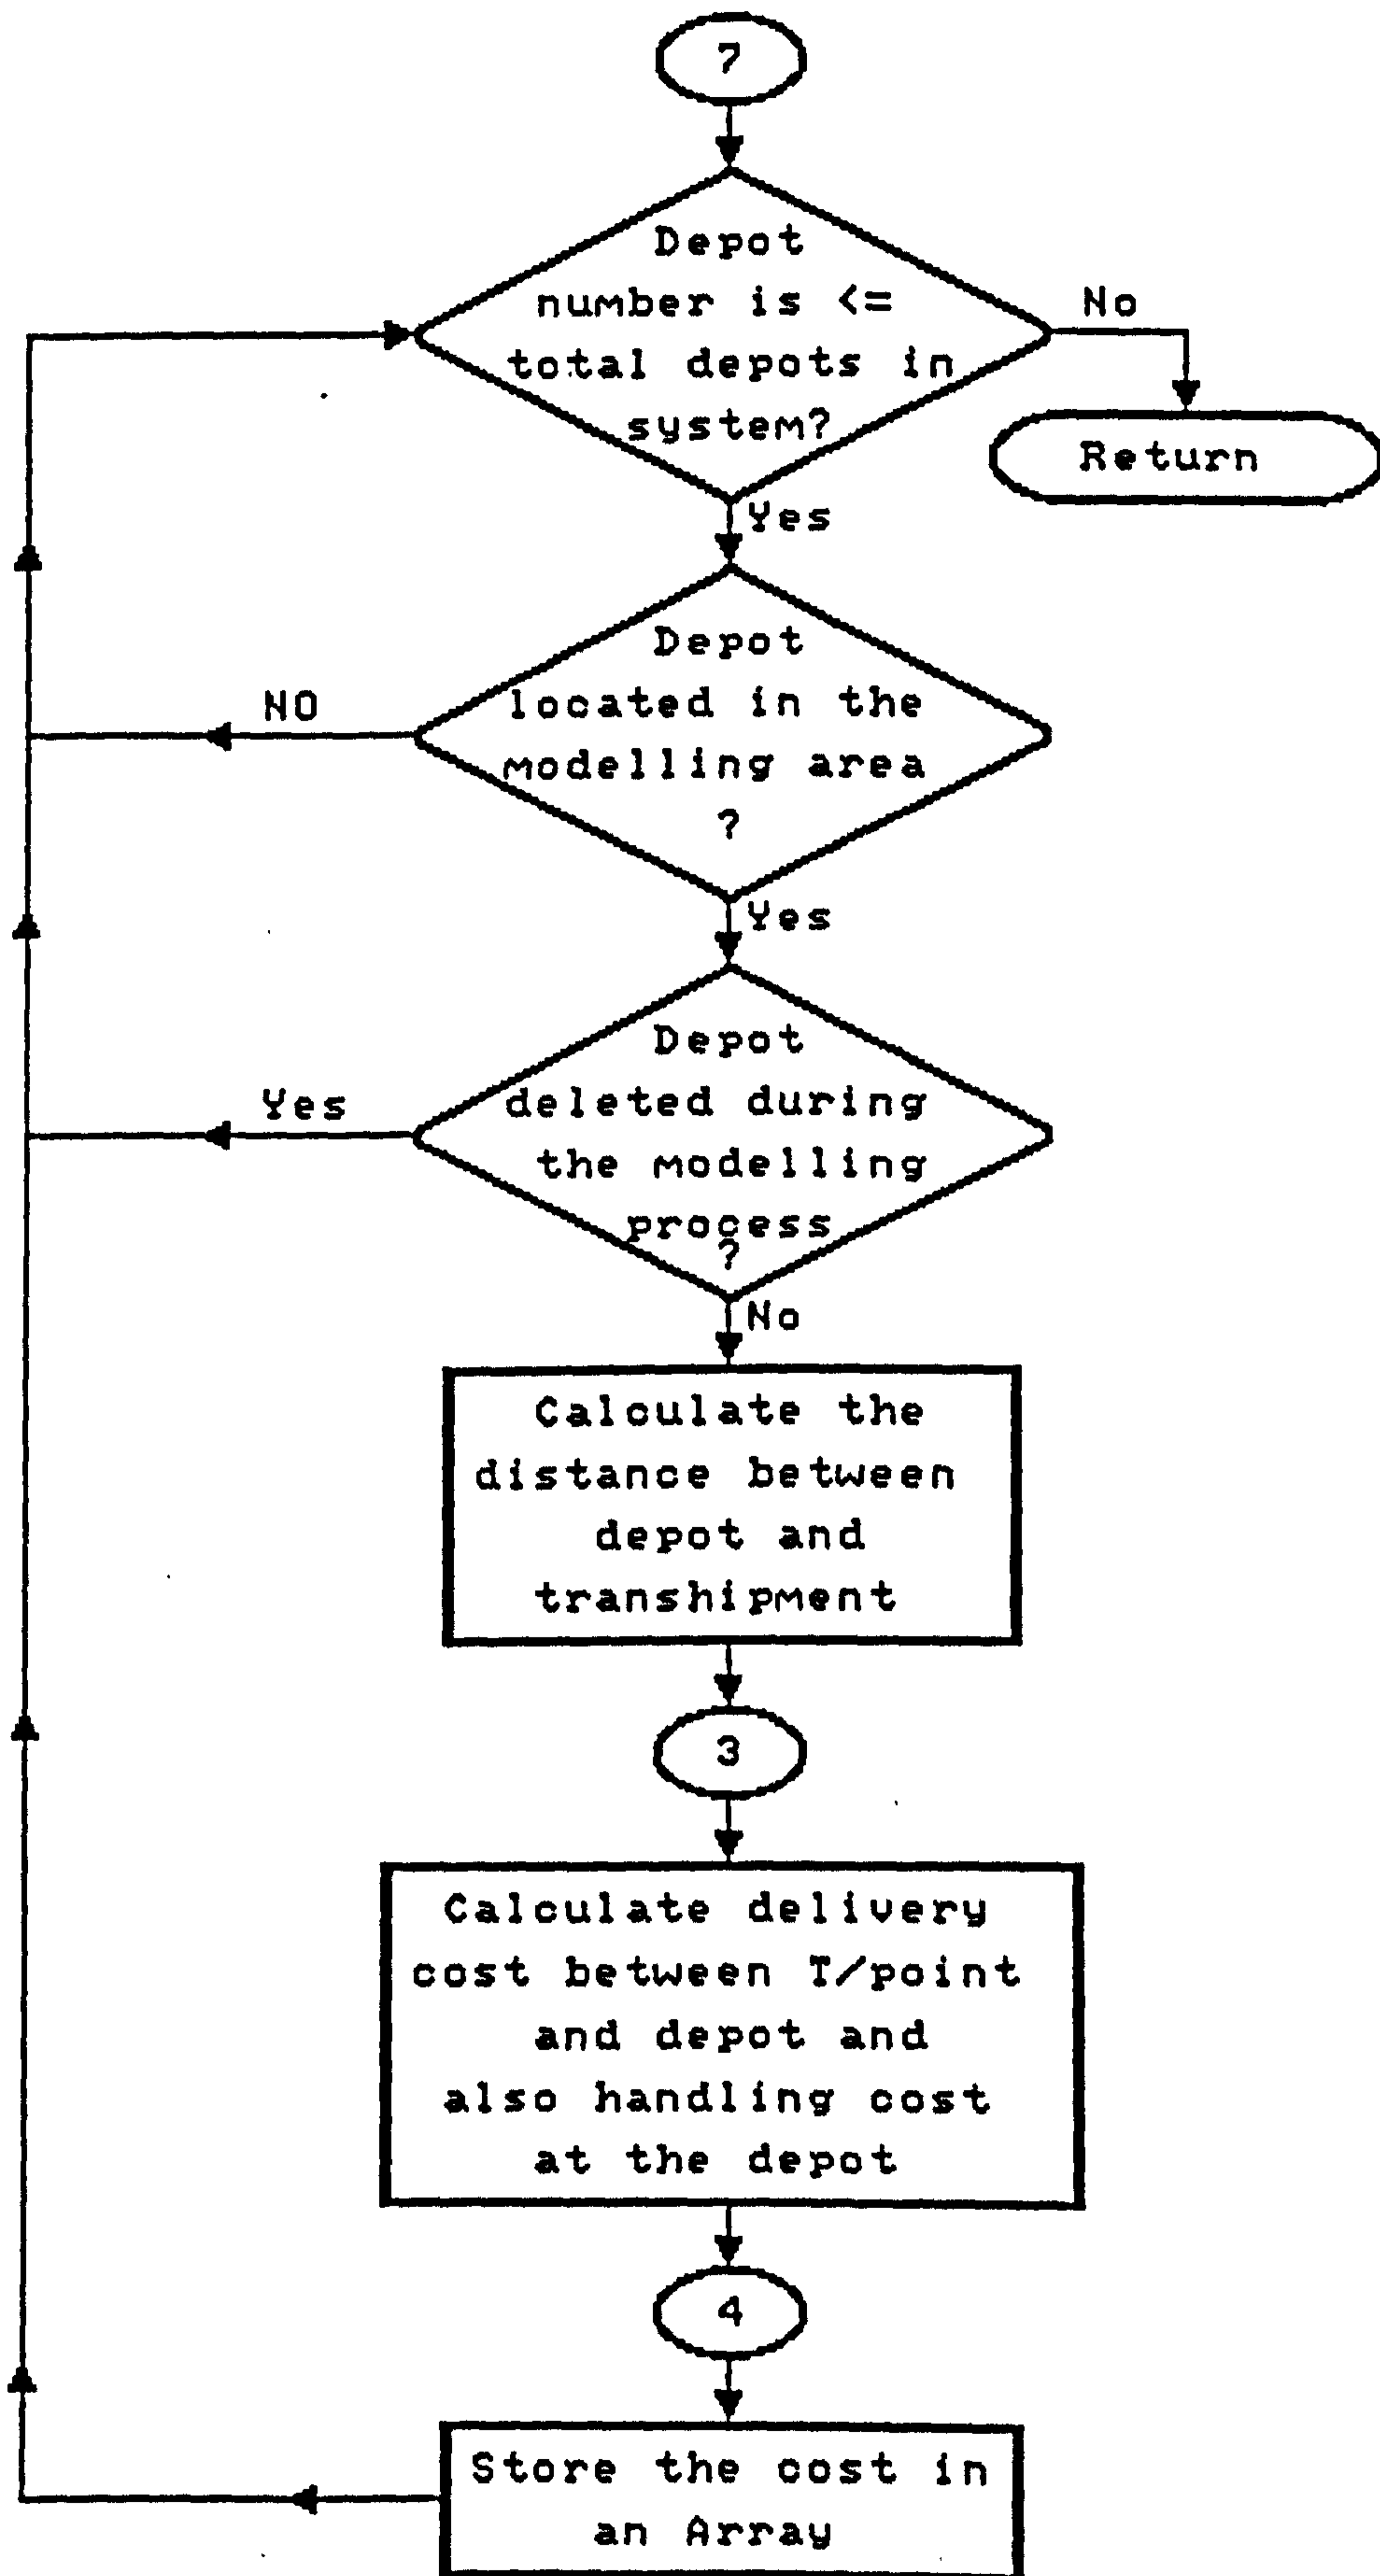 7
Depot
number is <=
total depots in
system?
No
Return
Yes
Depot
located in the
modelling area
?
NO
Yes
Depot
deleted during
the modelling
process
?
Yes
No
Calculate the
distance between
depot and
transhipment
3
Calculate delivery
cost between T/point
and depot and
also handling cost
at the depot
4
Store the cost in
an Array